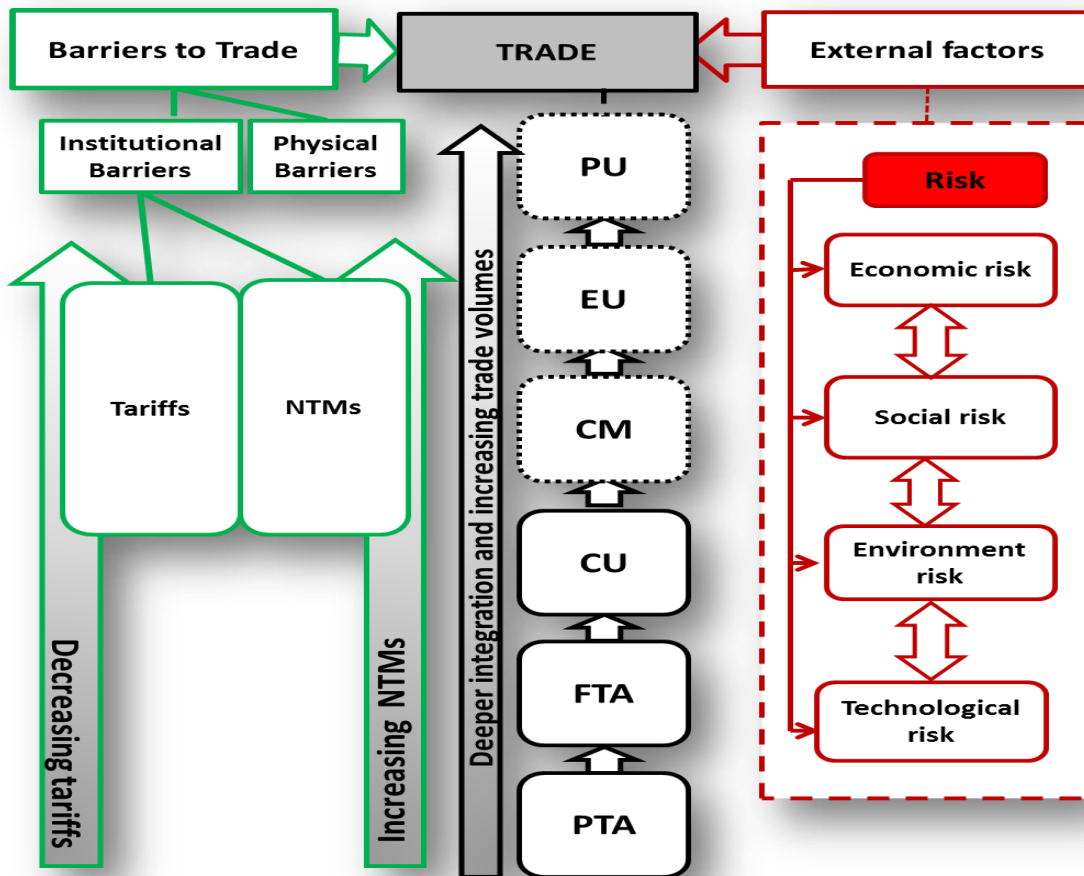 Barriers to Trade
TRADE
External factors
Institutional
Barriers
Physical
Barriers
Tariffs
NTMs
Decreasing tariffs
Increasing NTMs
Deeper integration and increasing trade volumes
PU
EU
CM
CU
FTA
PTA
Risk
Economic risk
Social risk
Environment
risk
Technological
risk